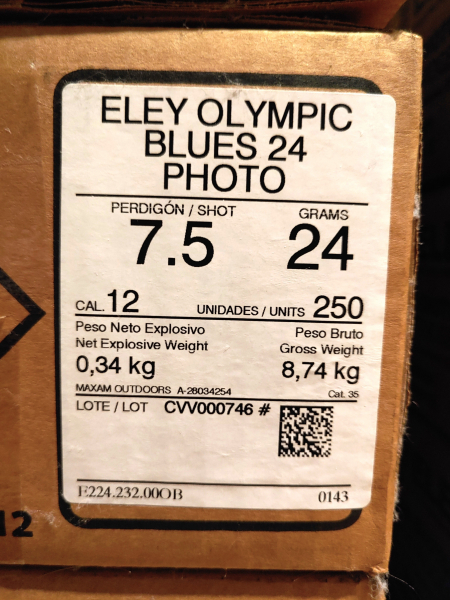 ELEY OLYMPIC
BLUES 24
PHOTO
PERDIGÓN / SHOT GRAMS
7.5 24
CAL. 12 UNIDADES / UNITS 250
Peso Neto Explosivo Peso Bruto
Net Explosive Weight Gross Weight
0,34 kg 8,74 kg
MAXAM OUTDOORS A-28034254 Cat. 35
LOTE / LOT CVV000746 #
E224.232.00OB 0143
12